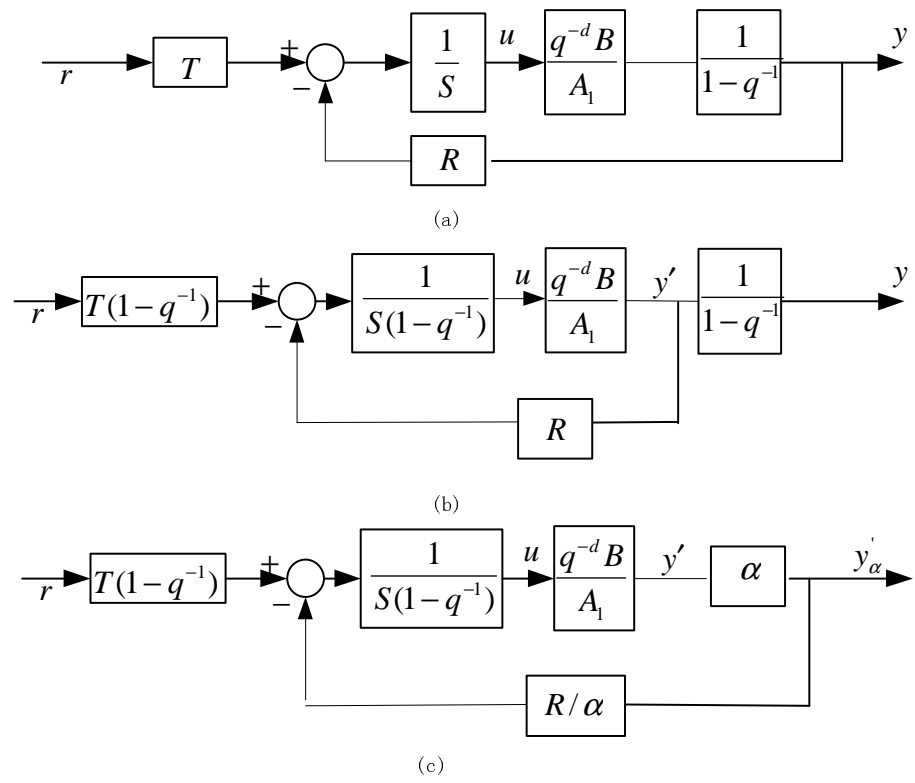 r T + − 1/S u q^{-d}B/A_1 1/(1−q^{-1}) y
R
(a)
r T(1−q^{-1}) + − 1/(S(1−q^{-1})) u q^{-d}B/A_1 y′ 1/(1−q^{-1}) y
R
(b)
r T(1−q^{-1}) + − 1/(S(1−q^{-1})) u q^{-d}B/A_1 y′ α y'_α
R/α
(c)